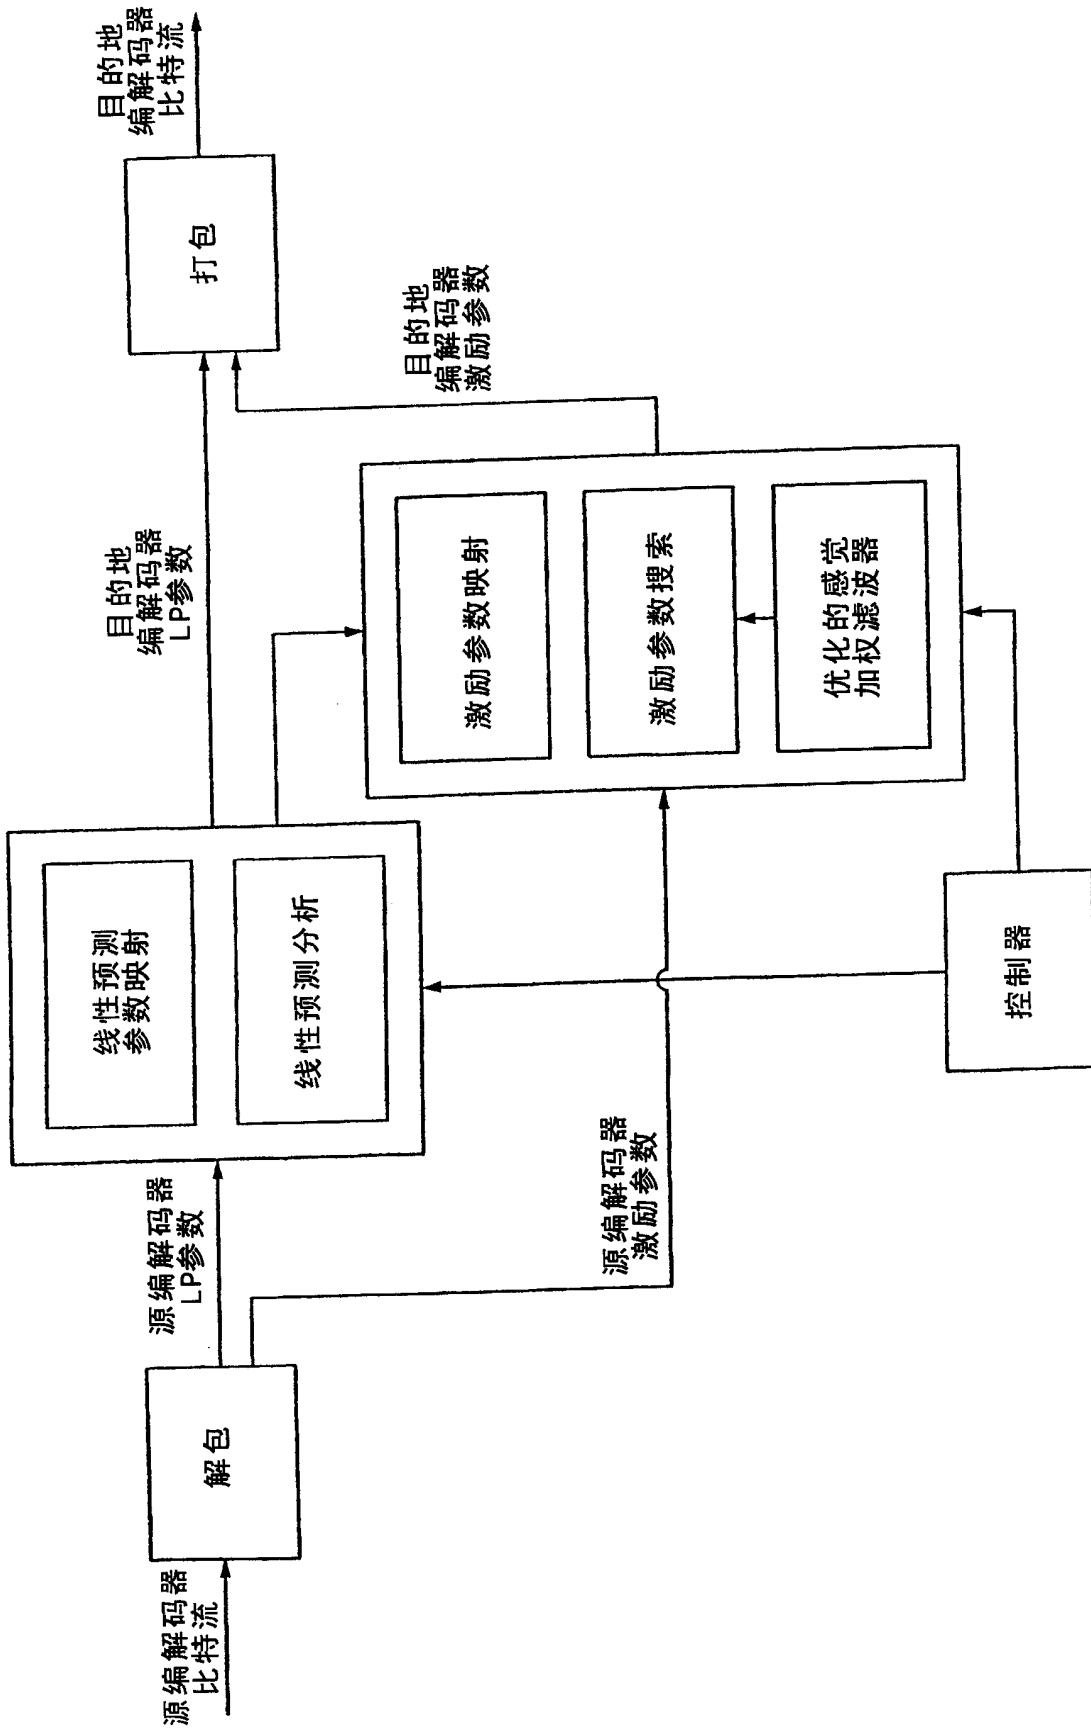 源编解码器
比特流
解包
源编解码器
LP参数
源编解码器
激励参数
线性预测
参数映射
线性预测分析
控制器
目的地
编解码器
LP参数
激励参数映射
激励参数搜索
优化的感觉
加权滤波器
目的地
编解码器
激励参数
打包
目的地
编解码器
比特流